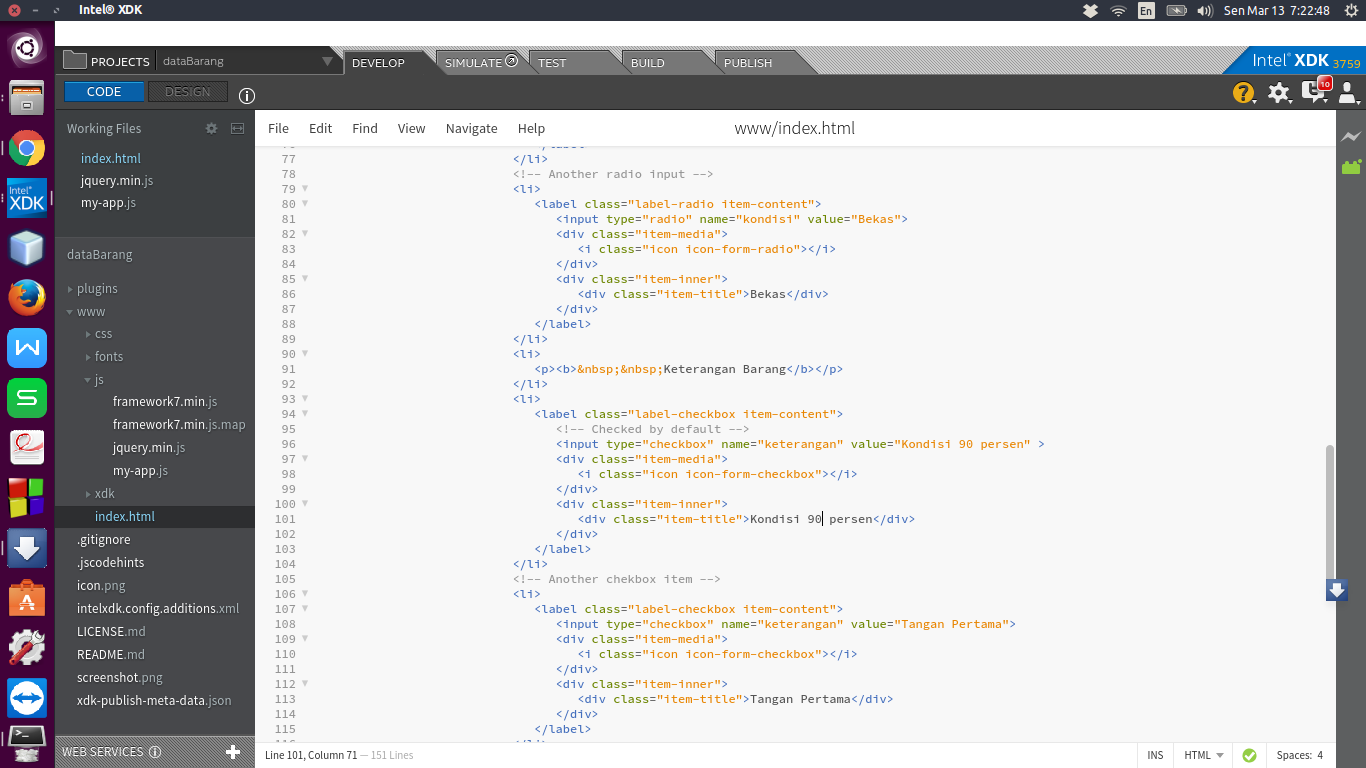 Intel® XDK
En
Sen Mar 13 7:22:48
PROJECTS
dataBarang
DEVELOP
SIMULATE
TEST
BUILD
PUBLISH
Intel® XDK 3759
CODE
DESIGN
10
Working Files
index.html
jquery.min.js
my-app.js
dataBarang
plugins
www
css
fonts
js
framework7.min.js
framework7.min.js.map
jquery.min.js
my-app.js
xdk
index.html
.gitignore
.jscodehints
icon.png
intelxdk.config.additions.xml
LICENSE.md
README.md
screenshot.png
xdk-publish-meta-data.json
WEB SERVICES
File Edit Find View Navigate Help
www/index.html
77 </li>
78 <!-- Another radio input -->
79 <li>
80 <label class="label-radio item-content">
81 <input type="radio" name="kondisi" value="Bekas">
82 <div class="item-media">
83 <i class="icon icon-form-radio"></i>
84 </div>
85 <div class="item-inner">
86 <div class="item-title">Bekas</div>
87 </div>
88 </label>
89 </li>
90 <li>
91 <p><b>&nbsp;&nbsp;Keterangan Barang</b></p>
92 </li>
93 <li>
94 <label class="label-checkbox item-content">
95 <!-- Checked by default -->
96 <input type="checkbox" name="keterangan" value="Kondisi 90 persen" >
97 <div class="item-media">
98 <i class="icon icon-form-checkbox"></i>
99 </div>
100 <div class="item-inner">
101 <div class="item-title">Kondisi 90 persen</div>
102 </div>
103 </label>
104 </li>
105 <!-- Another chekbox item -->
106 <li>
107 <label class="label-checkbox item-content">
108 <input type="checkbox" name="keterangan" value="Tangan Pertama">
109 <div class="item-media">
110 <i class="icon icon-form-checkbox"></i>
111 </div>
112 <div class="item-inner">
113 <div class="item-title">Tangan Pertama</div>
114 </div>
115 </label>
Line 101, Column 71 — 151 Lines
INS
HTML
Spaces: 4